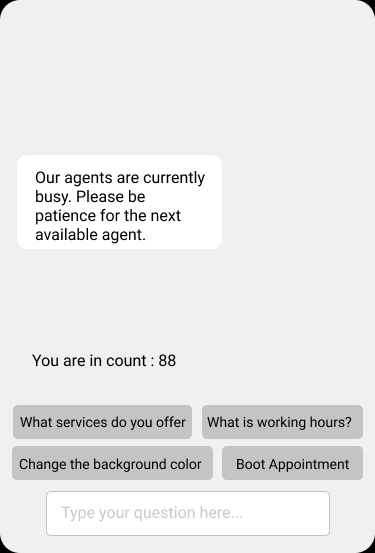 Our agents are currently
busy. Please be
patience for the next
available agent.
You are in count : 88
What services do you offer
What is working hours?
Change the background color
Boot Appointment
Type your question here...